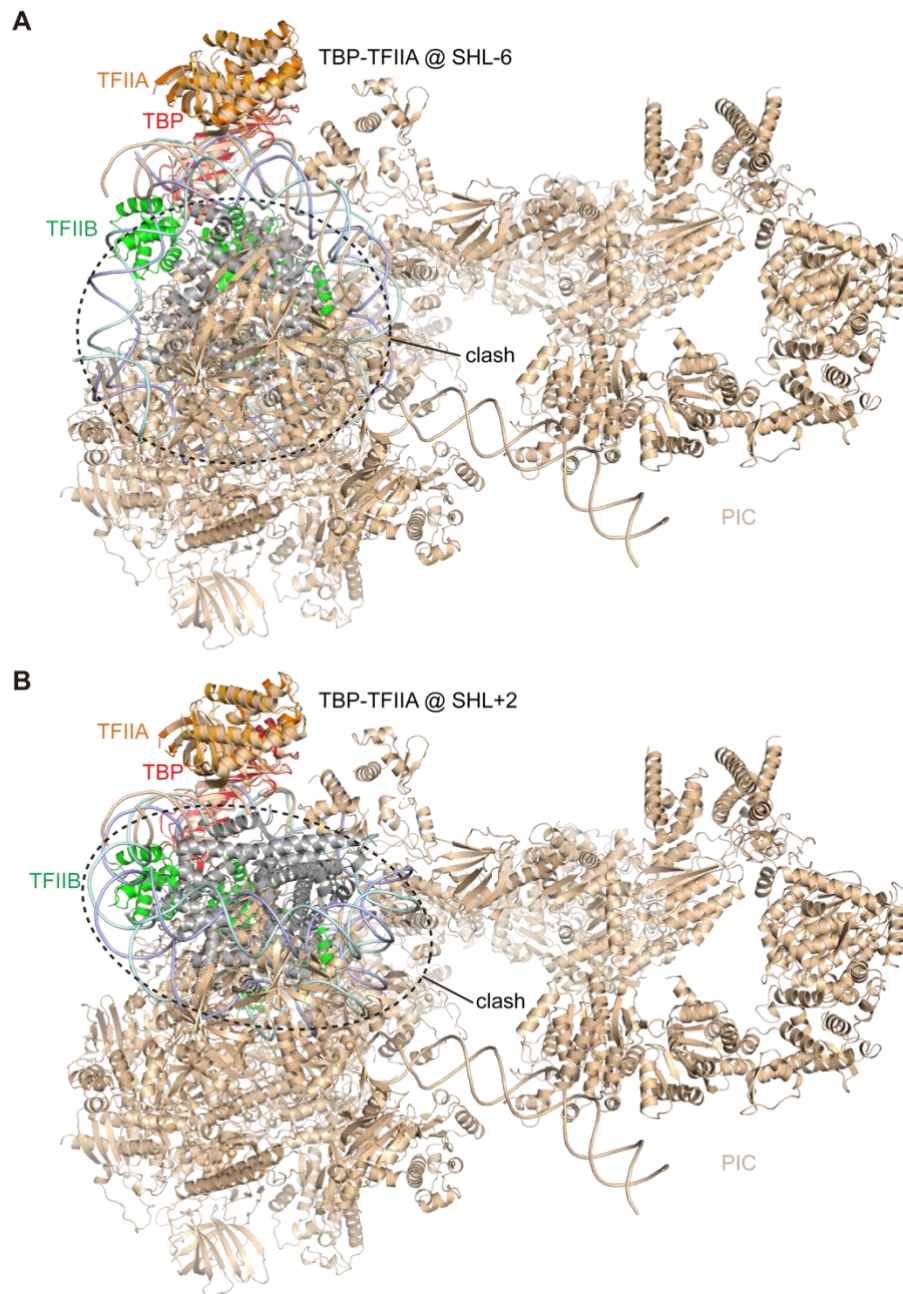 A
TBP-TFIIA @ SHL-6
TFIIA
TBP
TFIIB
clash
PIC
B
TBP-TFIIA @ SHL+2
TFIIA
TBP
TFIIB
clash
PIC